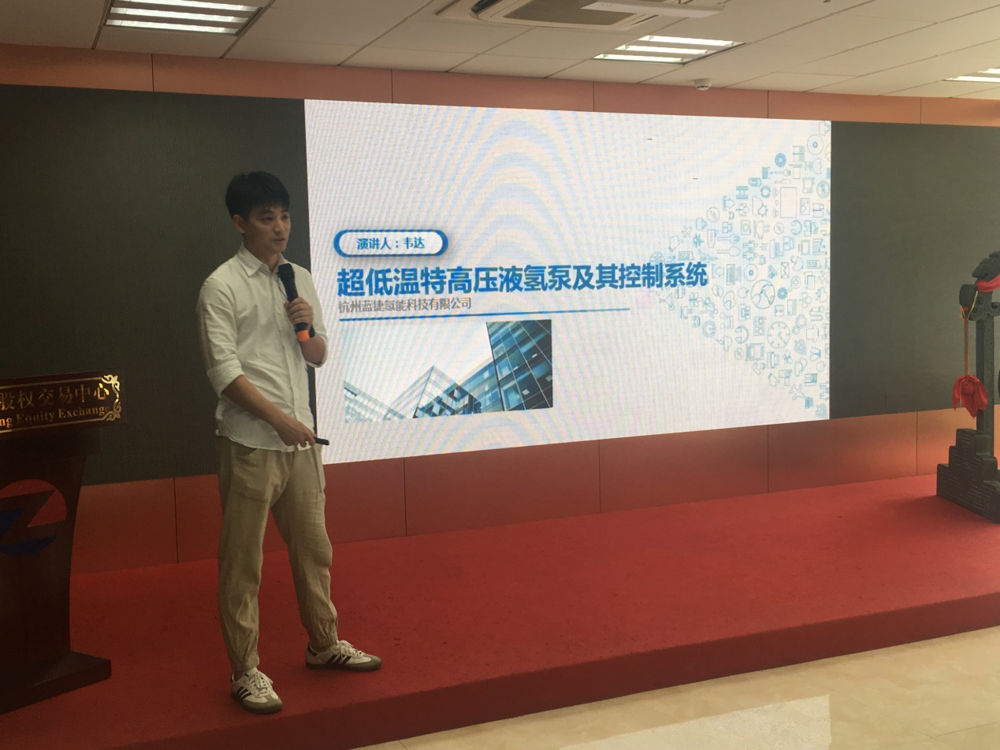 演讲人：韦达
超低温特高压液氢泵及其控制系统
杭州蓝捷氢能科技有限公司
股权交易中心
ng Equity Exchange